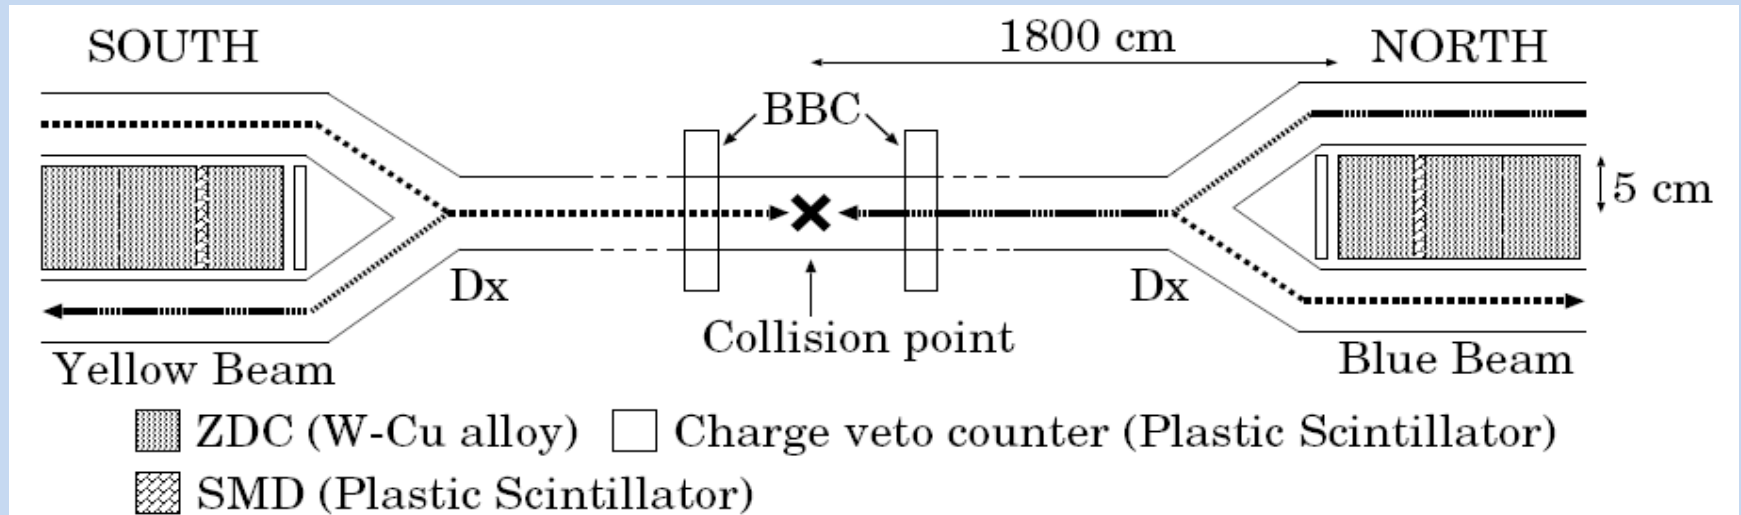 SOUTH
1800 cm
NORTH
BBC
5 cm
Dx
Dx
Collision point
Yellow Beam
Blue Beam
ZDC (W-Cu alloy)
Charge veto counter (Plastic Scintillator)
SMD (Plastic Scintillator)